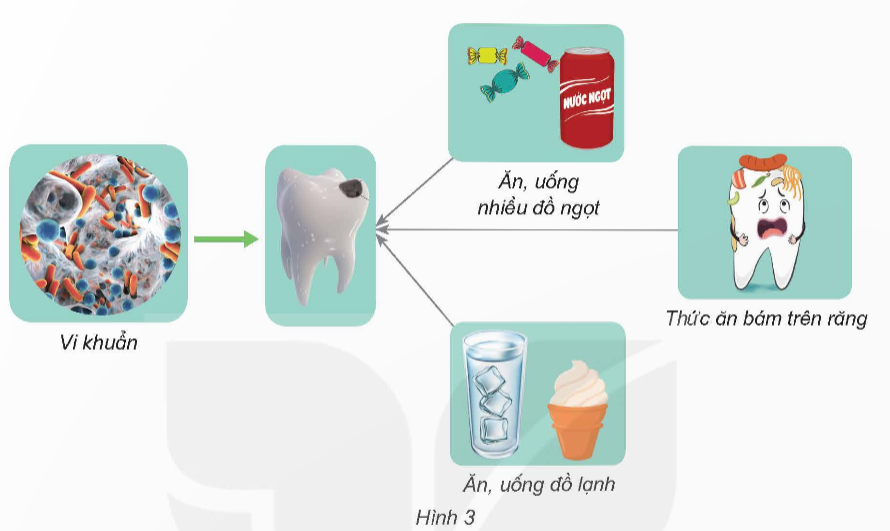 NƯỚC NGỌT
Ăn, uống
nhiều đồ ngọt
Vi khuẩn
Thức ăn bám trên răng
Ăn, uống đồ lạnh
Hình 3